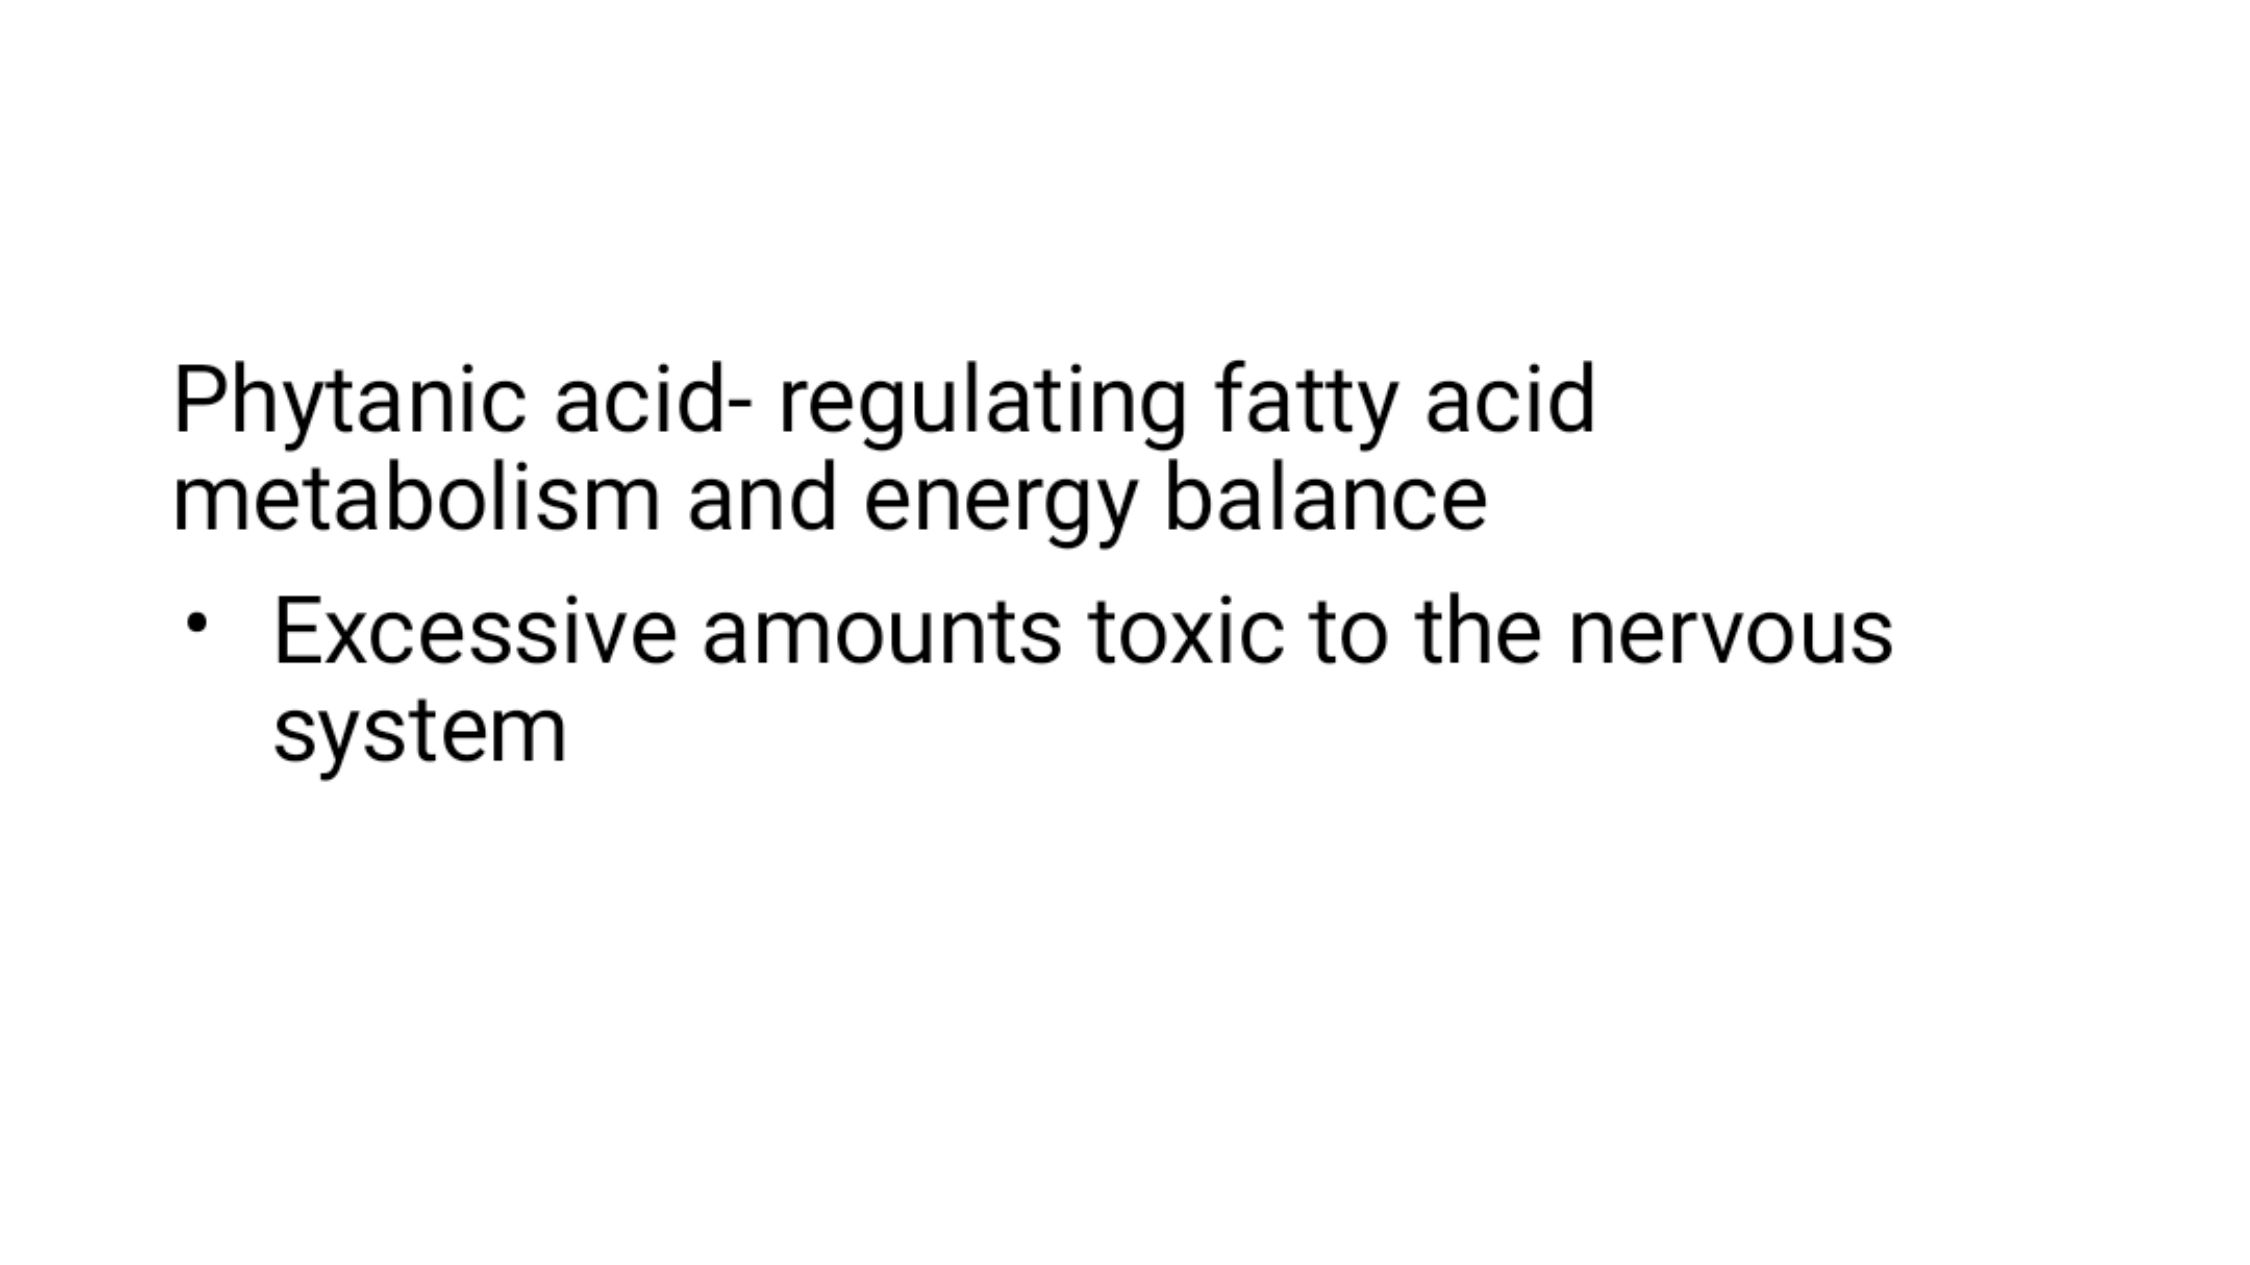 Phytanic acid- regulating fatty acid
metabolism and energy balance
• Excessive amounts toxic to the nervous
system